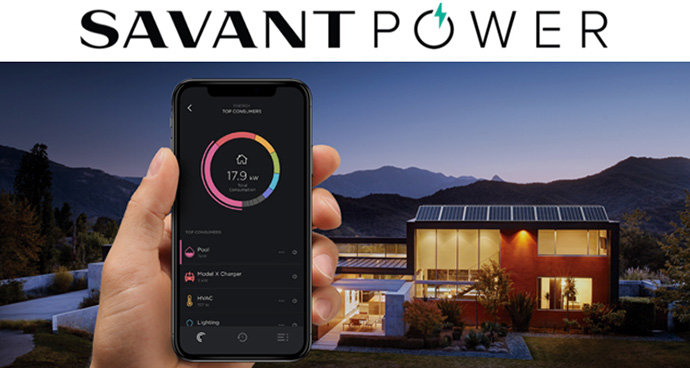 SAVANT POWER
ENERGY
TOP CONSUMERS
17.9 kW
Total
Consumption
TOP CONSUMERS
Pool
Model X Charger
HVAC
Lighting